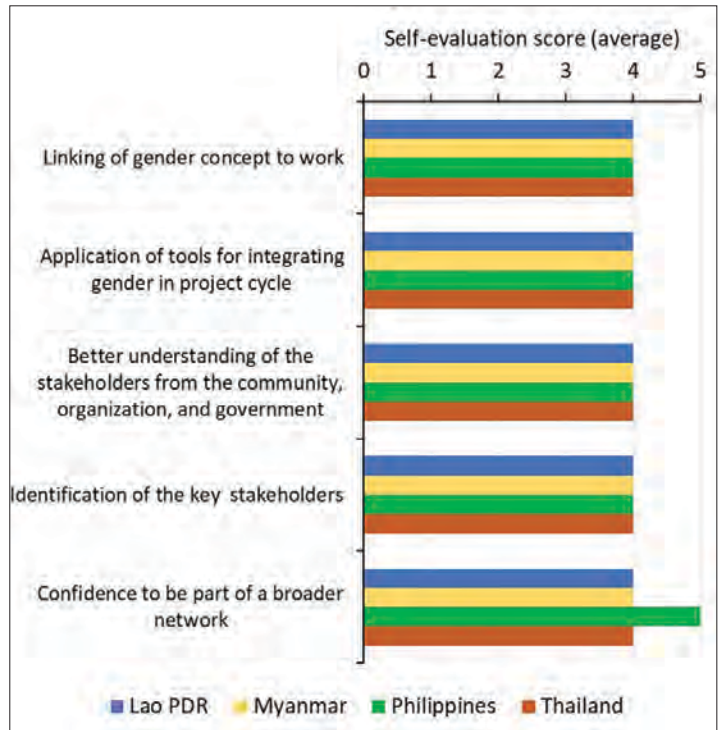 Self-evaluation score (average)
0 1 2 3 4 5
Linking of gender concept to work
Application of tools for integrating
gender in project cycle
Better understanding of the
stakeholders from the community,
organization, and government
Identification of the key stakeholders
Confidence to be part of a broader
network
Lao PDR Myanmar Philippines Thailand